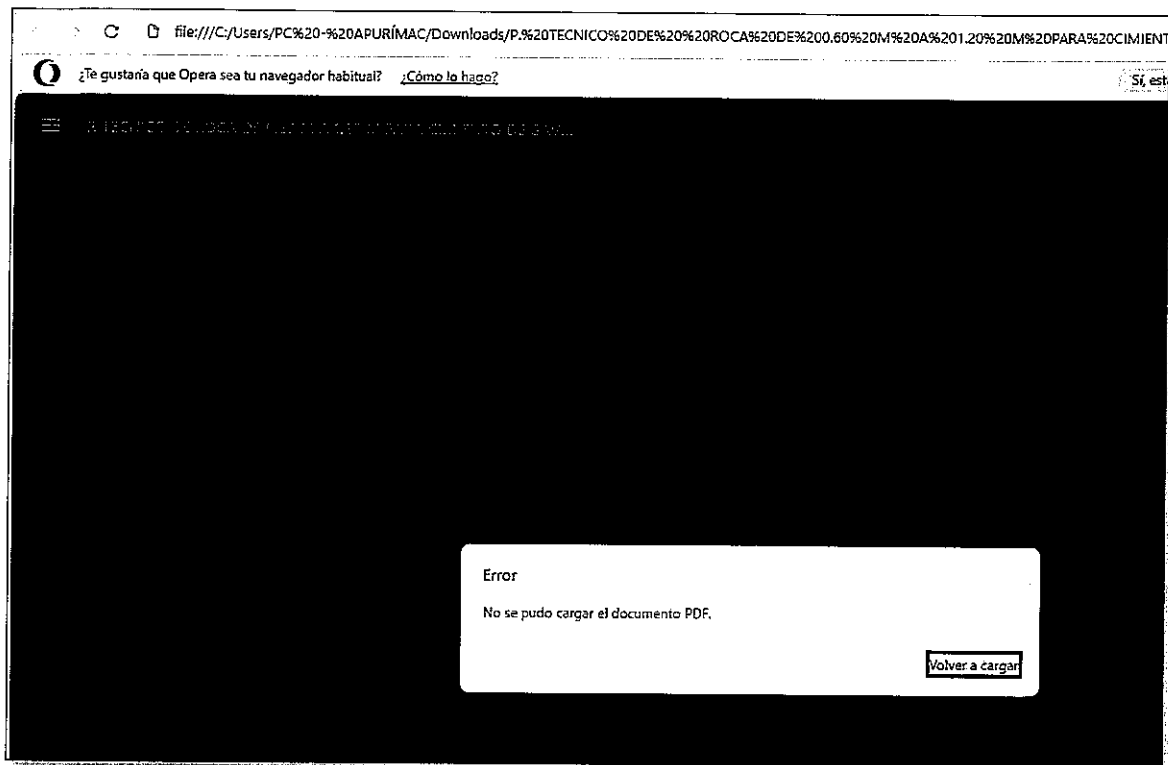 file:///C:/Users/PC%20-%20APURÍMAC/Downloads/P.%20TECNICO%20DE%20%20ROCA%20DE%200.60%20M%20A%201.20%20M%20PARA%20CIMIENT
¿Te gustaría que Opera sea tu navegador habitual? ¿Cómo lo hago?
Sí, est
Error
No se pudo cargar el documento PDF.
Volver a cargar